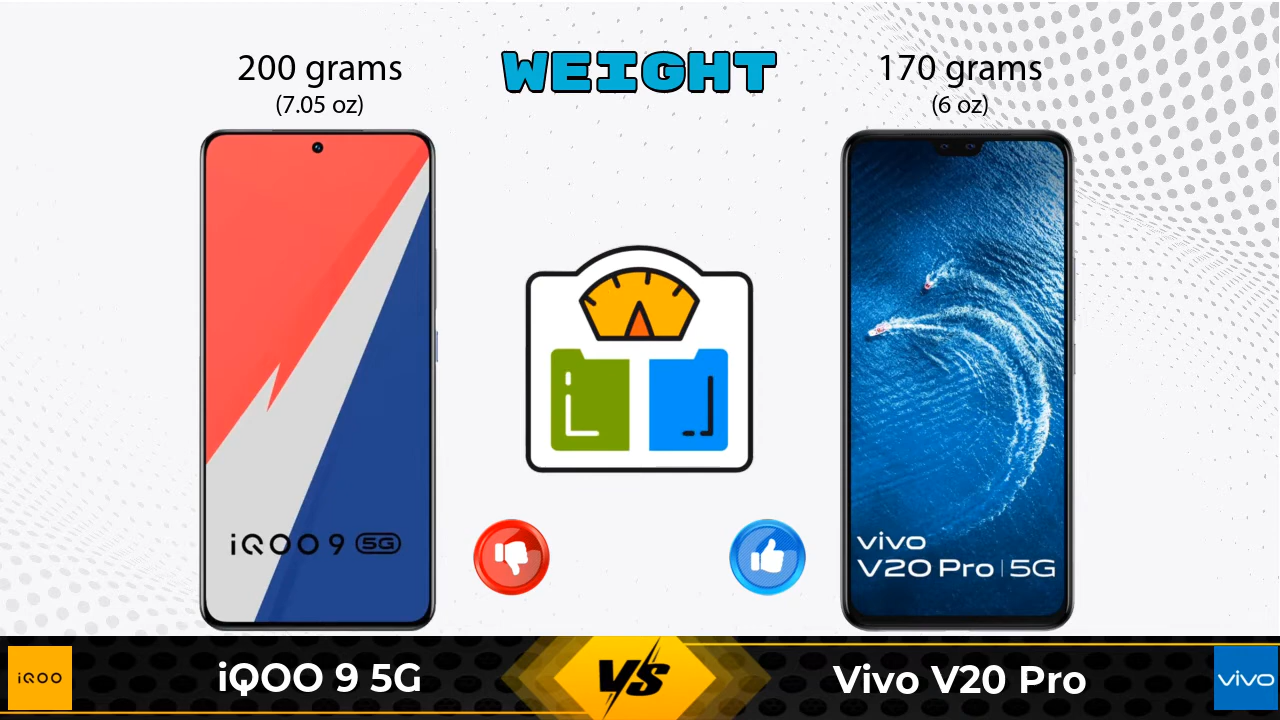 WEIGHT
200 grams
(7.05 oz)
170 grams
(6 oz)
iQOO 9 5G
vivo
V20 Pro | 5G
iQOO
iQOO 9 5G
VS
Vivo V20 Pro
vivo